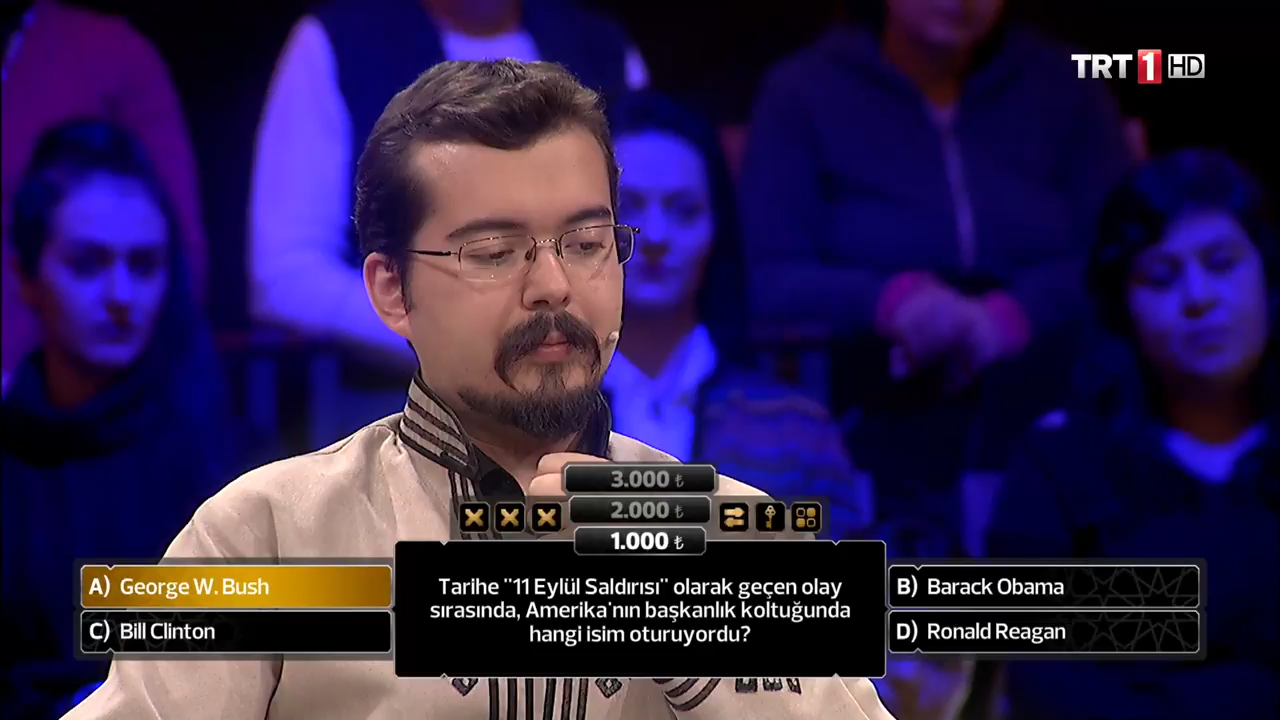 TRT 1 HD
3.000 ₺
2.000 ₺
1.000 ₺
Tarihe "11 Eylül Saldırısı" olarak geçen olay
sırasında, Amerika'nın başkanlık koltuğunda
hangi isim oturuyordu?
A) George W. Bush
B) Barack Obama
C) Bill Clinton
D) Ronald Reagan